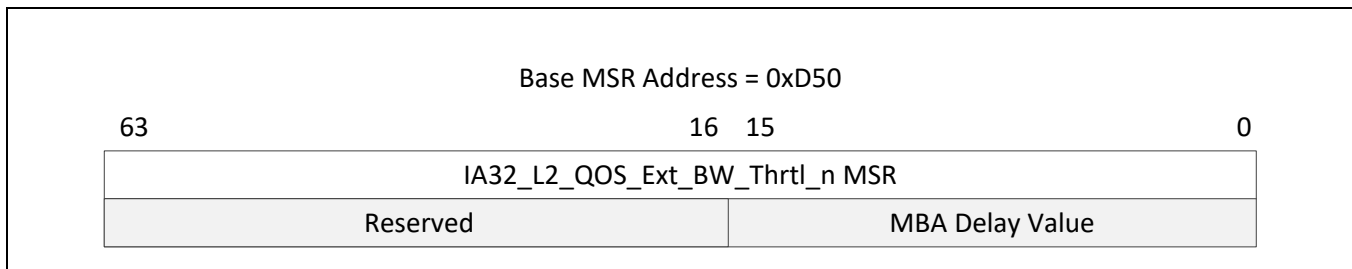 Base MSR Address = 0xD50
63 16 15 0
IA32_L2_QOS_Ext_BW_Thrtl_n MSR
Reserved MBA Delay Value